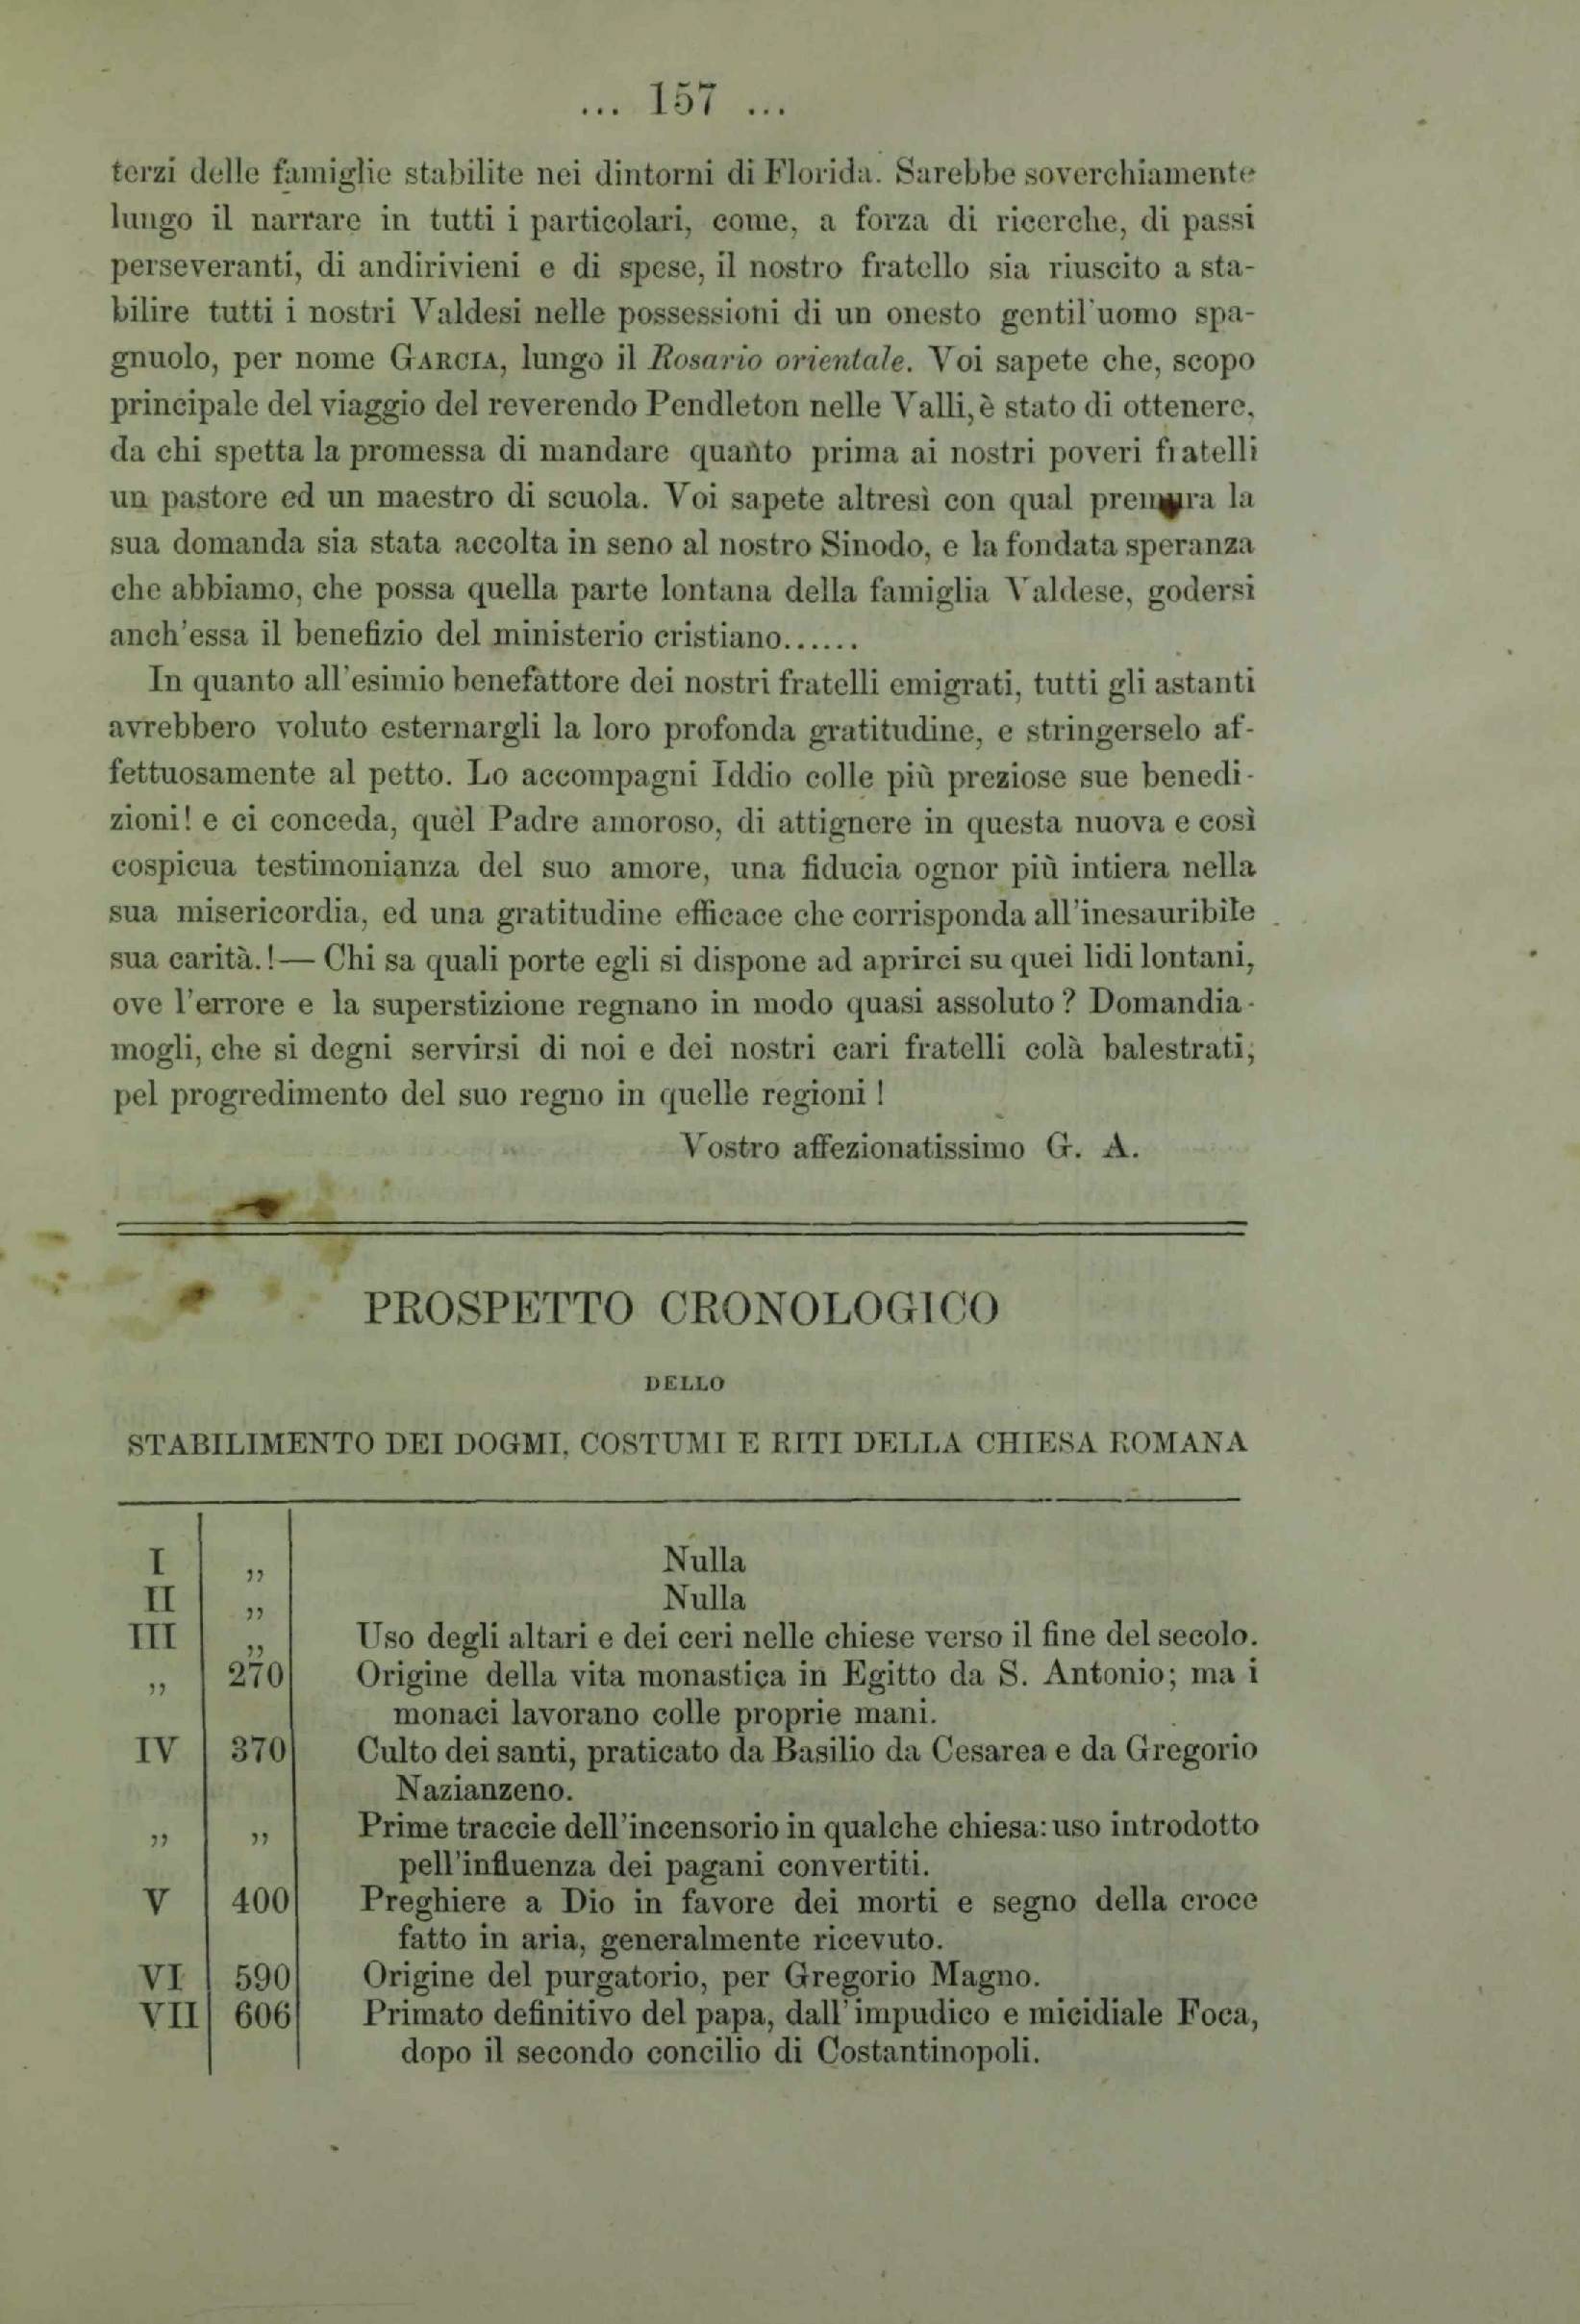 ... 157 ...
terzi delle famiglie stabilite nei dintorni di Florida. Sarebbe soverchiamente
lungo il narrare in tutti i particolari, come, a forza di ricerche, di passi
perseveranti, di andirivieni e di spese, il nostro fratello sia riuscito a sta-
bilire tutti i nostri Valdesi nelle possessioni di un onesto gentil'uomo spa-
gnuolo, per nome GARCIA, lungo il Rosario orientale. Voi sapete che, scopo
principale del viaggio del reverendo Pendleton nelle Valli, è stato di ottenere,
da chi spetta la promessa di mandare quanto prima ai nostri poveri fratelli
un pastore ed un maestro di scuola. Voi sapete altresì con qual premura la
sua domanda sia stata accolta in seno al nostro Sinodo, e la fondata speranza
che abbiamo, che possa quella parte lontana della famiglia Valdese, godersi
anch'essa il benefizio del ministerio cristiano......
In quanto all'esimio benefattore dei nostri fratelli emigrati, tutti gli astanti
avrebbero voluto esternargli la loro profonda gratitudine, e stringerselo af-
fettuosamente al petto. Lo accompagni Iddio colle più preziose sue benedi-
zioni! e ci conceda, quel Padre amoroso, di attignere in questa nuova e così
cospicua testimonianza del suo amore, una fiducia ognor più intiera nella
sua misericordia, ed una gratitudine efficace che corrisponda all'inesauribile
sua carità.!— Chi sa quali porte egli si dispone ad aprirci su quei lidi lontani,
ove l'errore e la superstizione regnano in modo quasi assoluto? Domandia-
mogli, che si degni servirsi di noi e dei nostri cari fratelli colà balestrati,
pel progredimento del suo regno in quelle regioni!
Vostro affezionatissimo G. A.
PROSPETTO CRONOLOGICO
DELLO
STABILIMENTO DEI DOGMI, COSTUMI E RITI DELLA CHIESA ROMANA
I „ Nulla
II „ Nulla
III „ Uso degli altari e dei ceri nelle chiese verso il fine del secolo.
„ 270 Origine della vita monastica in Egitto da S. Antonio; ma i
monaci lavorano colle proprie mani.
IV 370 Culto dei santi, praticato da Basilio da Cesarea e da Gregorio
Nazianzeno.
„ „ Prime traccie dell'incensorio in qualche chiesa: uso introdotto
pell'influenza dei pagani convertiti.
V 400 Preghiere a Dio in favore dei morti e segno della croce
fatto in aria, generalmente ricevuto.
VI 590 Origine del purgatorio, per Gregorio Magno.
VII 606 Primato definitivo del papa, dall'impudico e micidiale Foca,
dopo il secondo concilio di Costantinopoli.